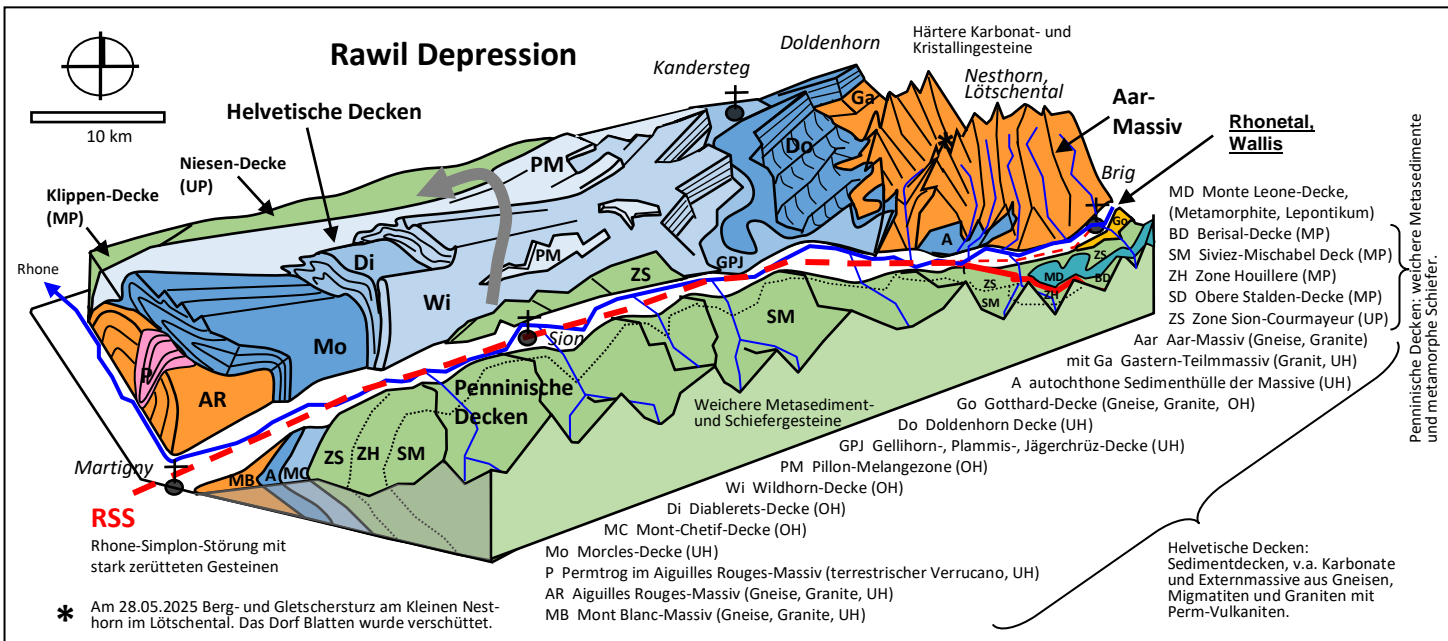 Rawil Depression
10 km
Helvetische Decken
Niesen-Decke
(UP)
Klippen-Decke
(MP)
Rhone
Kandersteg
Doldenhorn
Härtere Karbonat- und
Kristallingesteine
Nesthorn,
Lötschental
Aar-
Massiv
Rhonetal,
Wallis
Brig
Ga
Do
PM
PM
Di
Wi
Mo
P
AR
GPJ
A
*
Go
ZS
MD
BD
ZH
ZS
SM
ZS
SM
Sion
Penninische
Decken
Weichere Metasediment-
und Schiefergesteine
ZS
ZH
SM
MB
A
MC
Martigny
RSS
Rhone-Simplon-Störung mit
stark zerütteten Gesteinen
* Am 28.05.2025 Berg- und Gletschersturz am Kleinen Nest-
horn im Lötschental. Das Dorf Blatten wurde verschüttet.
MD Monte Leone-Decke,
(Metamorphite, Lepontikum)
BD Berisal-Decke (MP)
SM Siviez-Mischabel Deck (MP)
ZH Zone Houillere (MP)
SD Obere Stalden-Decke (MP)
ZS Zone Sion-Courmayeur (UP)
Aar Aar-Massiv (Gneise, Granite)
mit Ga Gastern-Teilmmassiv (Granit, UH)
A autochthone Sedimenthülle der Massive (UH)
Go Gotthard-Decke (Gneise, Granite, OH)
Do Doldenhorn Decke (UH)
GPJ Gellihorn-, Plammis-, Jägerchrüz-Decke (UH)
PM Pillon-Melangezone (OH)
Wi Wildhorn-Decke (OH)
Di Diablerets-Decke (OH)
MC Mont-Chetif-Decke (OH)
Mo Morcles-Decke (UH)
P Permtrog im Aiguilles Rouges-Massiv (terrestrischer Verrucano, UH)
AR Aiguilles Rouges-Massiv (Gneise, Granite, UH)
MB Mont Blanc-Massiv (Gneise, Granite, UH)
Penninische Decken: weichere Metasedimente
und metamorphe Schiefer.
Helvetische Decken:
Sedimentdecken, v.a. Karbonate
und Externmassive aus Gneisen,
Migmatiten und Graniten mit
Perm-Vulkaniten.